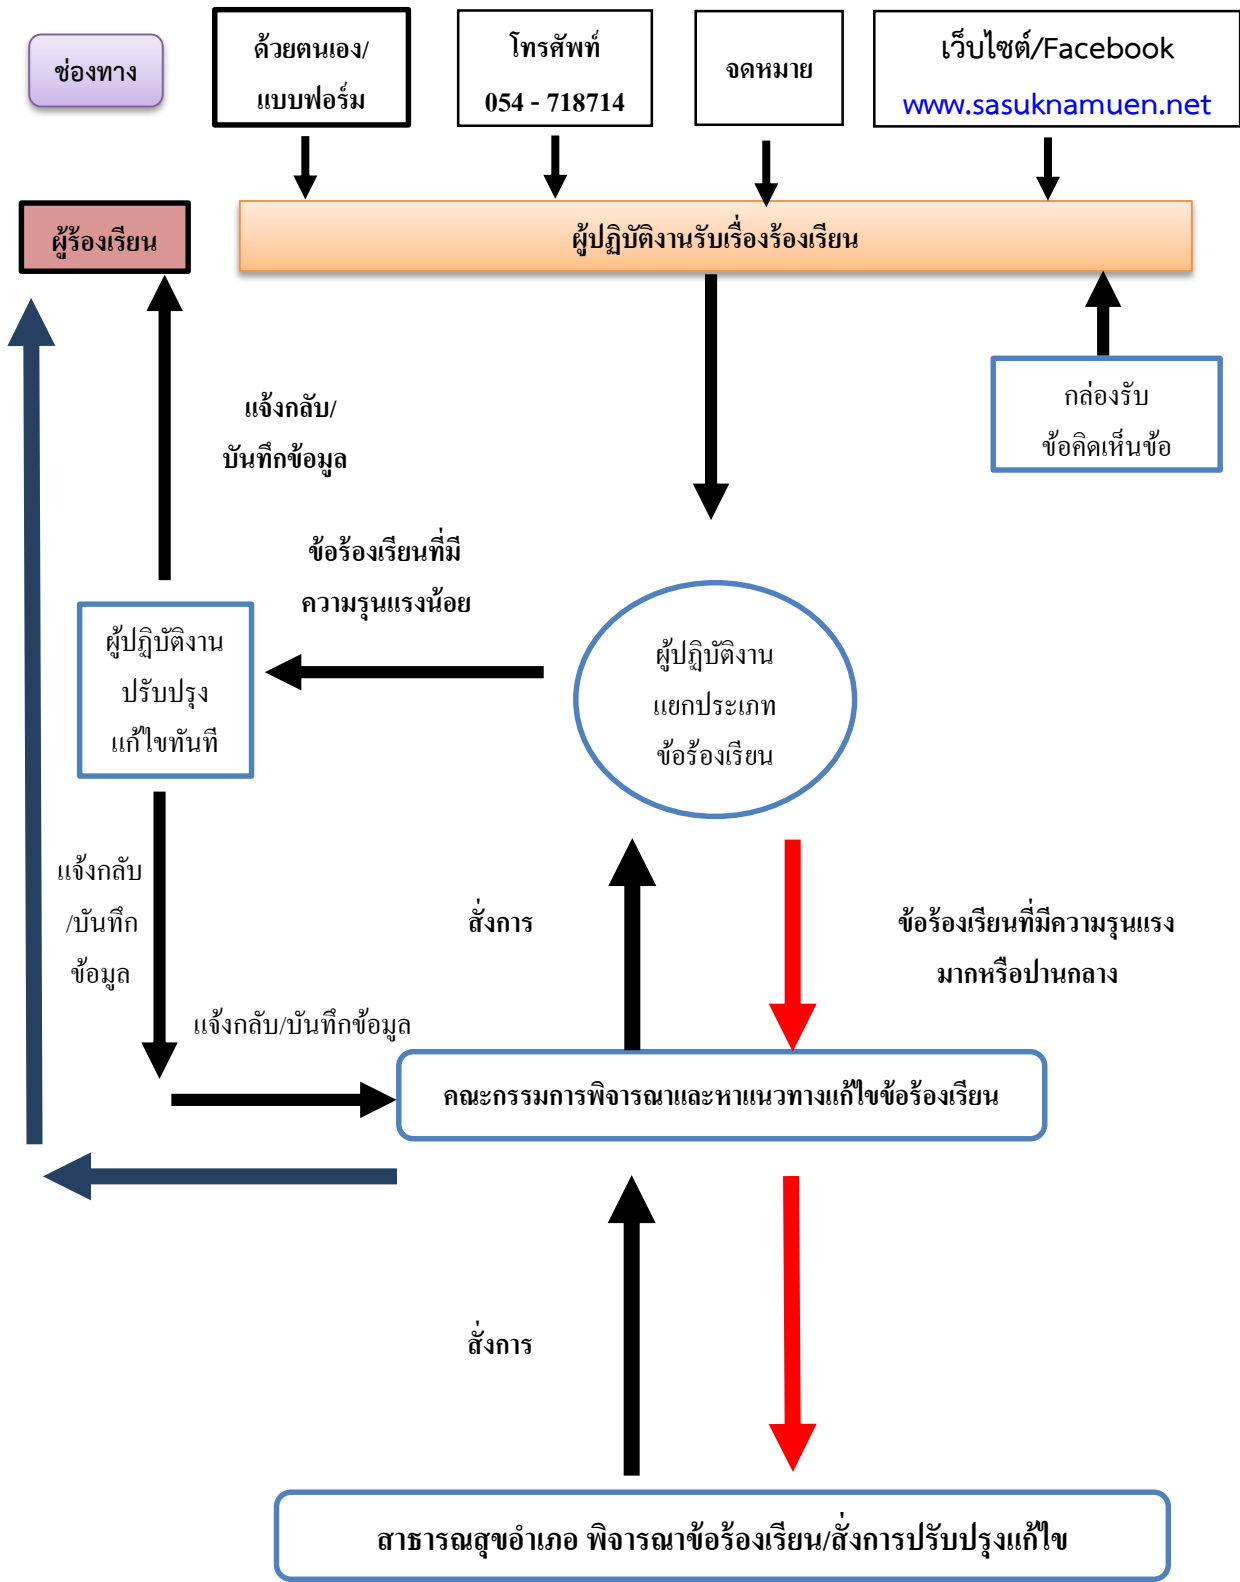 ช่องทาง
ด้วยตนเอง/
แบบฟอร์ม
โทรศัพท์
054 - 718714
จดหมาย
เว็บไซต์/Facebook
www.sasuknamuen.net
ผู้ร้องเรียน
ผู้ปฏิบัติงานรับเรื่องร้องเรียน
กล่องรับ
ข้อคิดเห็นข้อ
แจ้งกลับ/
บันทึกข้อมูล
ข้อร้องเรียนที่มี
ความรุนแรงน้อย
ผู้ปฏิบัติงาน
ปรับปรุง
แก้ไขทันที
ผู้ปฏิบัติงาน
แยกประเภท
ข้อร้องเรียน
แจ้งกลับ
/บันทึก
ข้อมูล
สั่งการ
ข้อร้องเรียนที่มีความรุนแรง
มากหรือปานกลาง
แจ้งกลับ/บันทึกข้อมูล
คณะกรรมการพิจารณาและหาแนวทางแก้ไขข้อร้องเรียน
สั่งการ
สาธารณสุขอำเภอ พิจารณาข้อร้องเรียน/สั่งการปรับปรุงแก้ไข